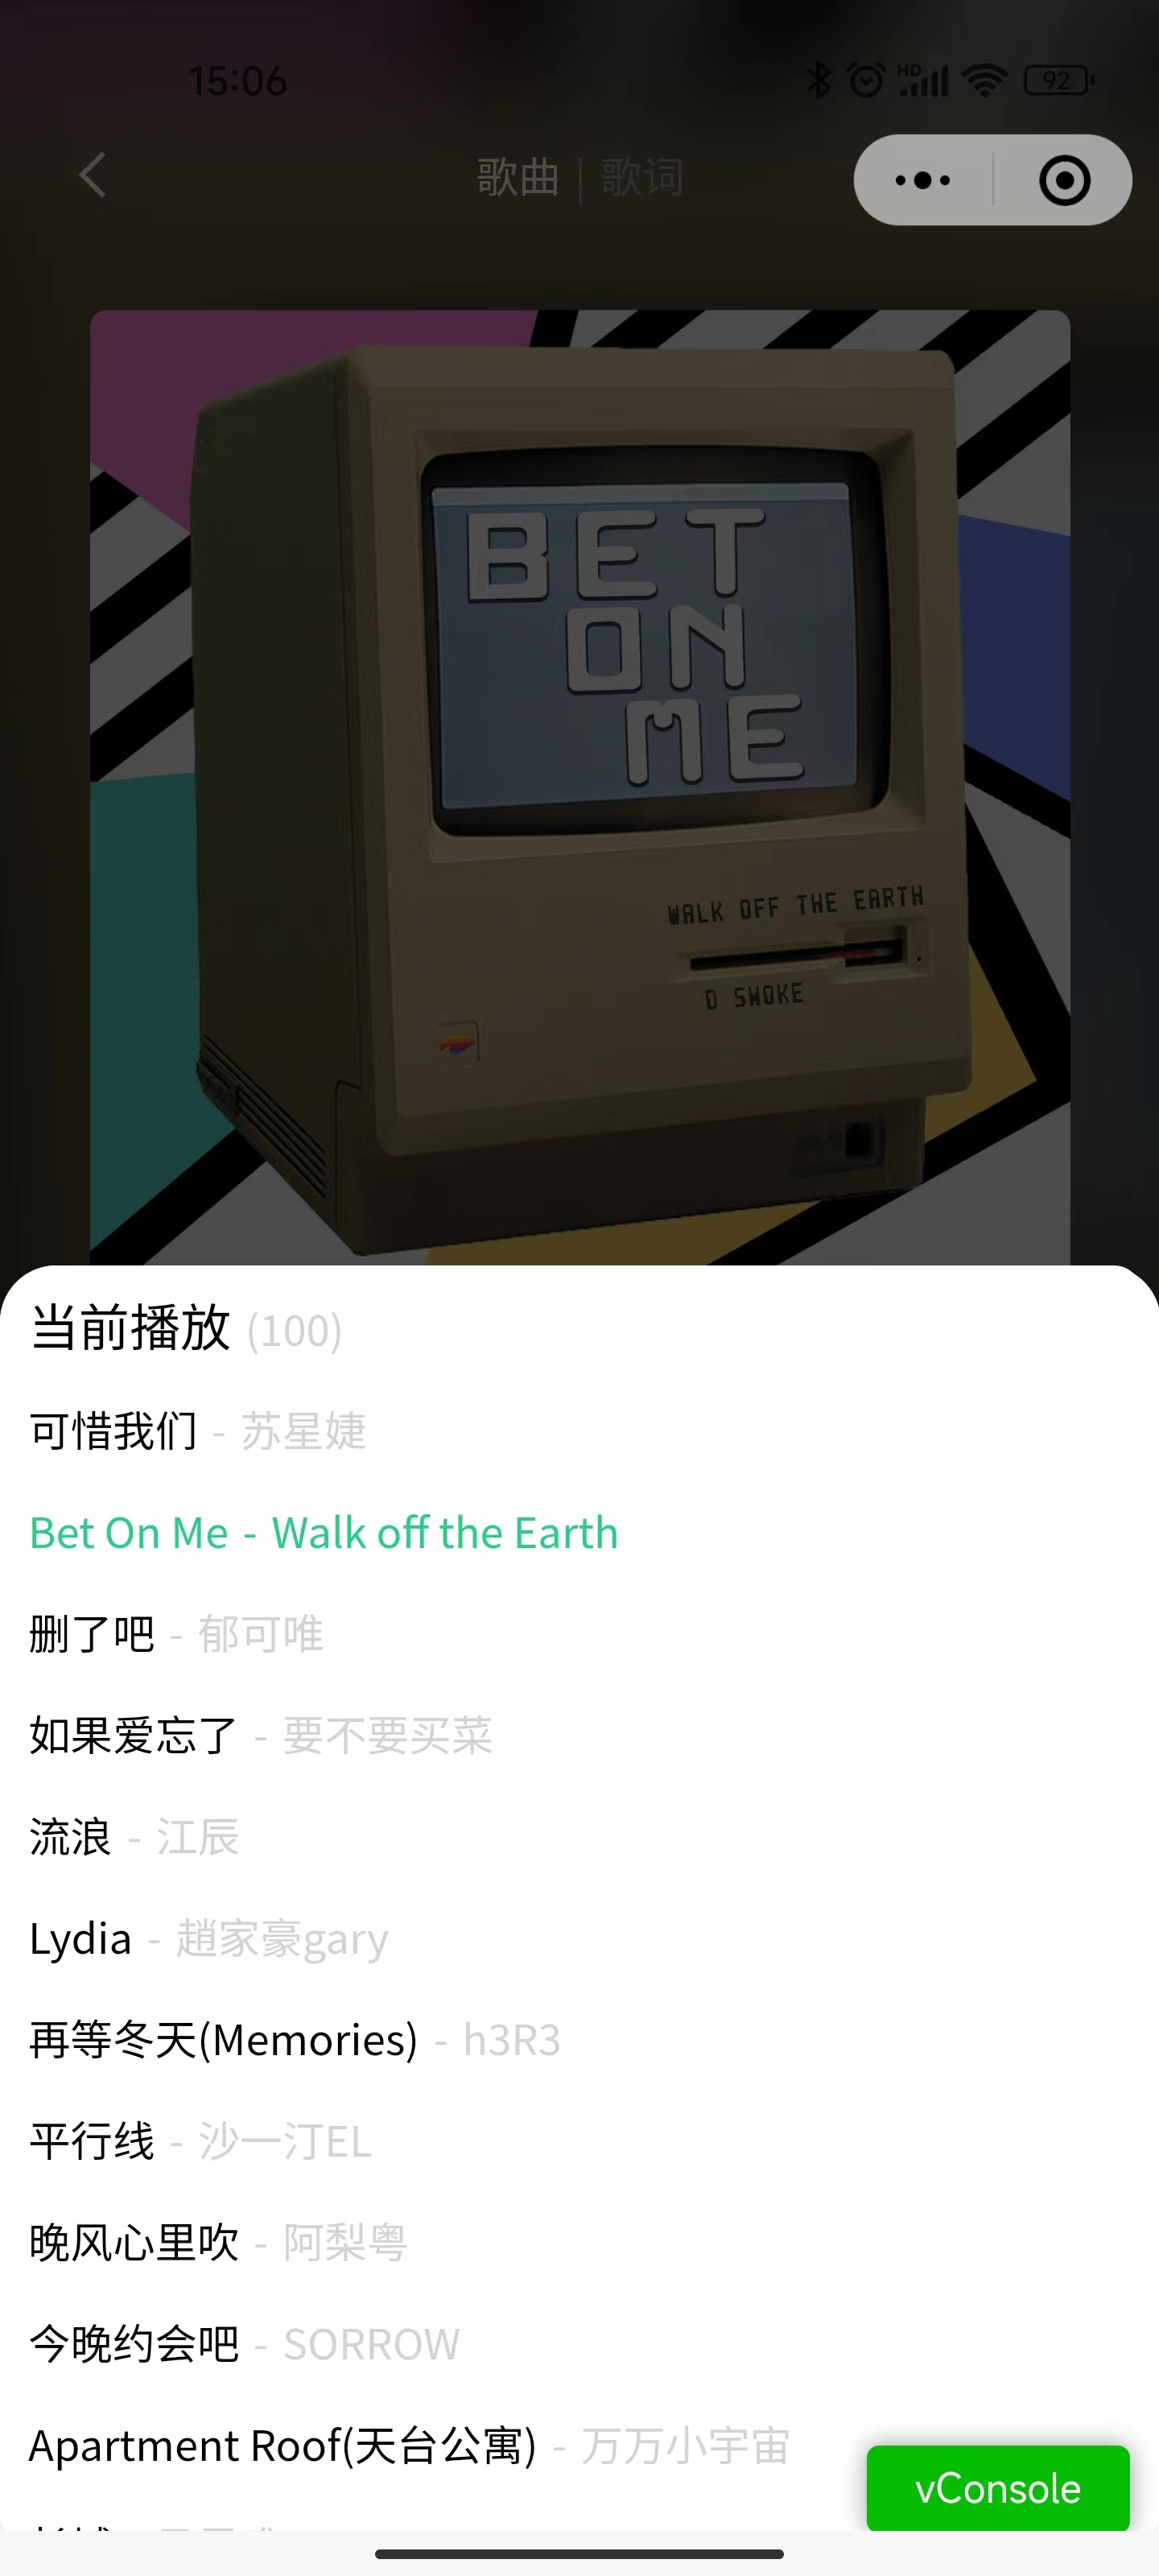 15:06
HD
92
歌曲 | 歌词
BET
ON
ME
WALK OFF THE EARTH
D SMOKE
当前播放 (100)
可惜我们 - 苏星婕
Bet On Me - Walk off the Earth
删了吧 - 郁可唯
如果爱忘了 - 要不要买菜
流浪 - 江辰
Lydia - 趙家豪gary
再等冬天(Memories) - h3R3
平行线 - 沙一汀EL
晚风心里吹 - 阿梨粤
今晚约会吧 - SORROW
Apartment Roof(天台公寓) - 万万小宇宙
vConsole